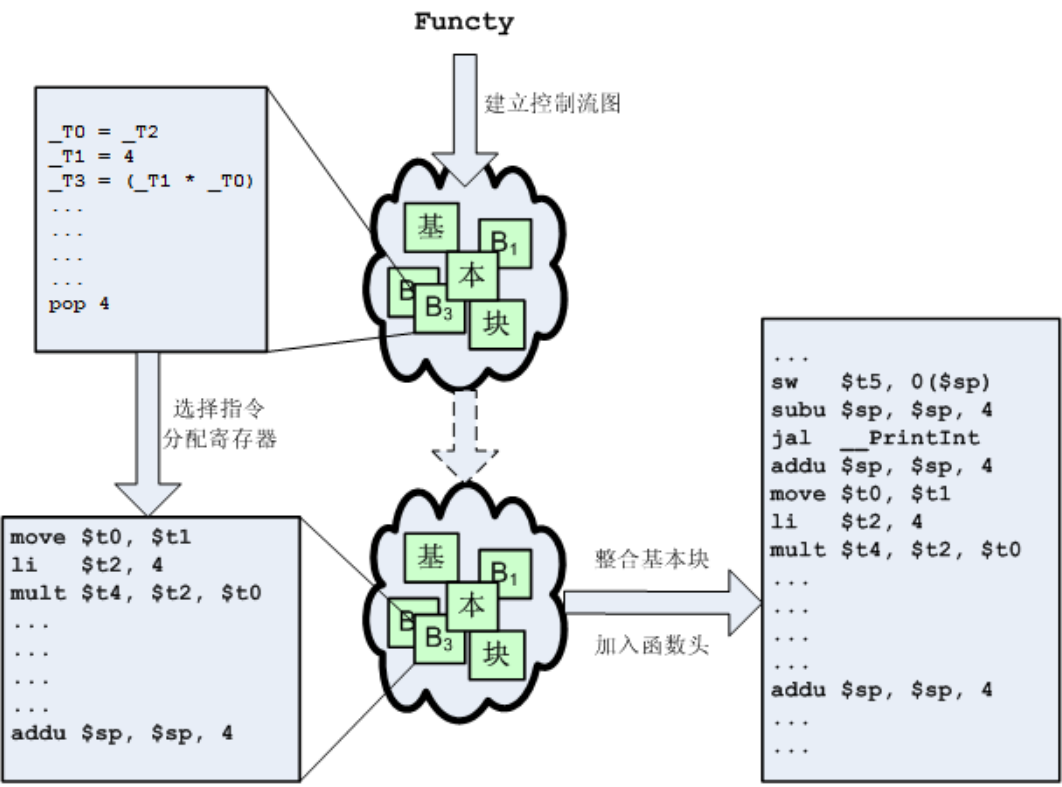 Functy
建立控制流图
_T0 = _T2
_T1 = 4
_T3 = (_T1 * _T0)
...
...
...
...
pop 4
基
B1
本
B
B3
块
选择指令
分配寄存器
move $t0, $t1
li $t2, 4
mult $t4, $t2, $t0
...
...
...
...
addu $sp, $sp, 4
基
B1
本
B
B3
块
整合基本块
加入函数头
...
sw $t5, 0($sp)
subu $sp, $sp, 4
jal __PrintInt
addu $sp, $sp, 4
move $t0, $t1
li $t2, 4
mult $t4, $t2, $t0
...
...
...
...
addu $sp, $sp, 4
...
...